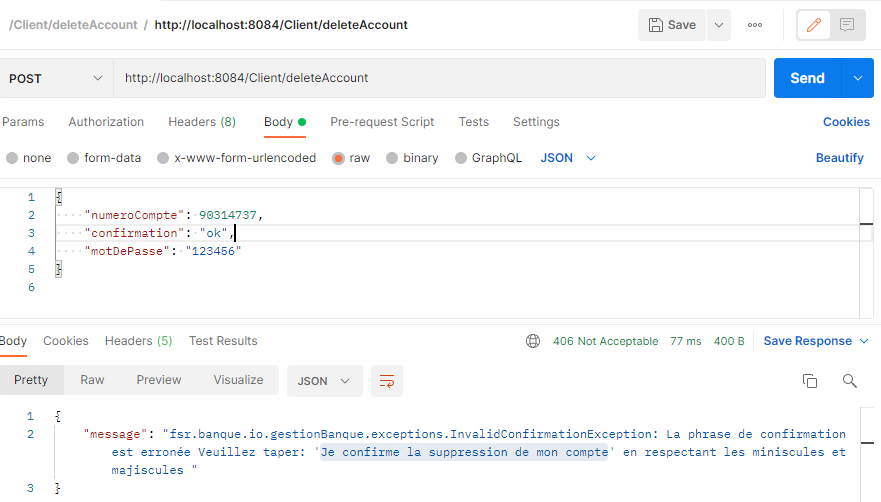 /Client/deleteAccount / http://localhost:8084/Client/deleteAccount Save
POST http://localhost:8084/Client/deleteAccount Send
Params Authorization Headers (8) Body Pre-request Script Tests Settings Cookies
none form-data x-www-form-urlencoded raw binary GraphQL JSON Beautify
1 {
2 "numeroCompte": 90314737,
3 "confirmation": "ok",
4 "motDePasse": "123456"
5 }
6
Body Cookies Headers (5) Test Results 406 Not Acceptable 77 ms 400 B Save Response
Pretty Raw Preview Visualize JSON
1 {
2 "message": "fsr.banque.io.gestionBanque.exceptions.InvalidConfirmationException: La phrase de confirmation
est erronée Veuillez taper: 'Je confirme la suppression de mon compte' en respectant les miniscules et
majiscules "
3 }